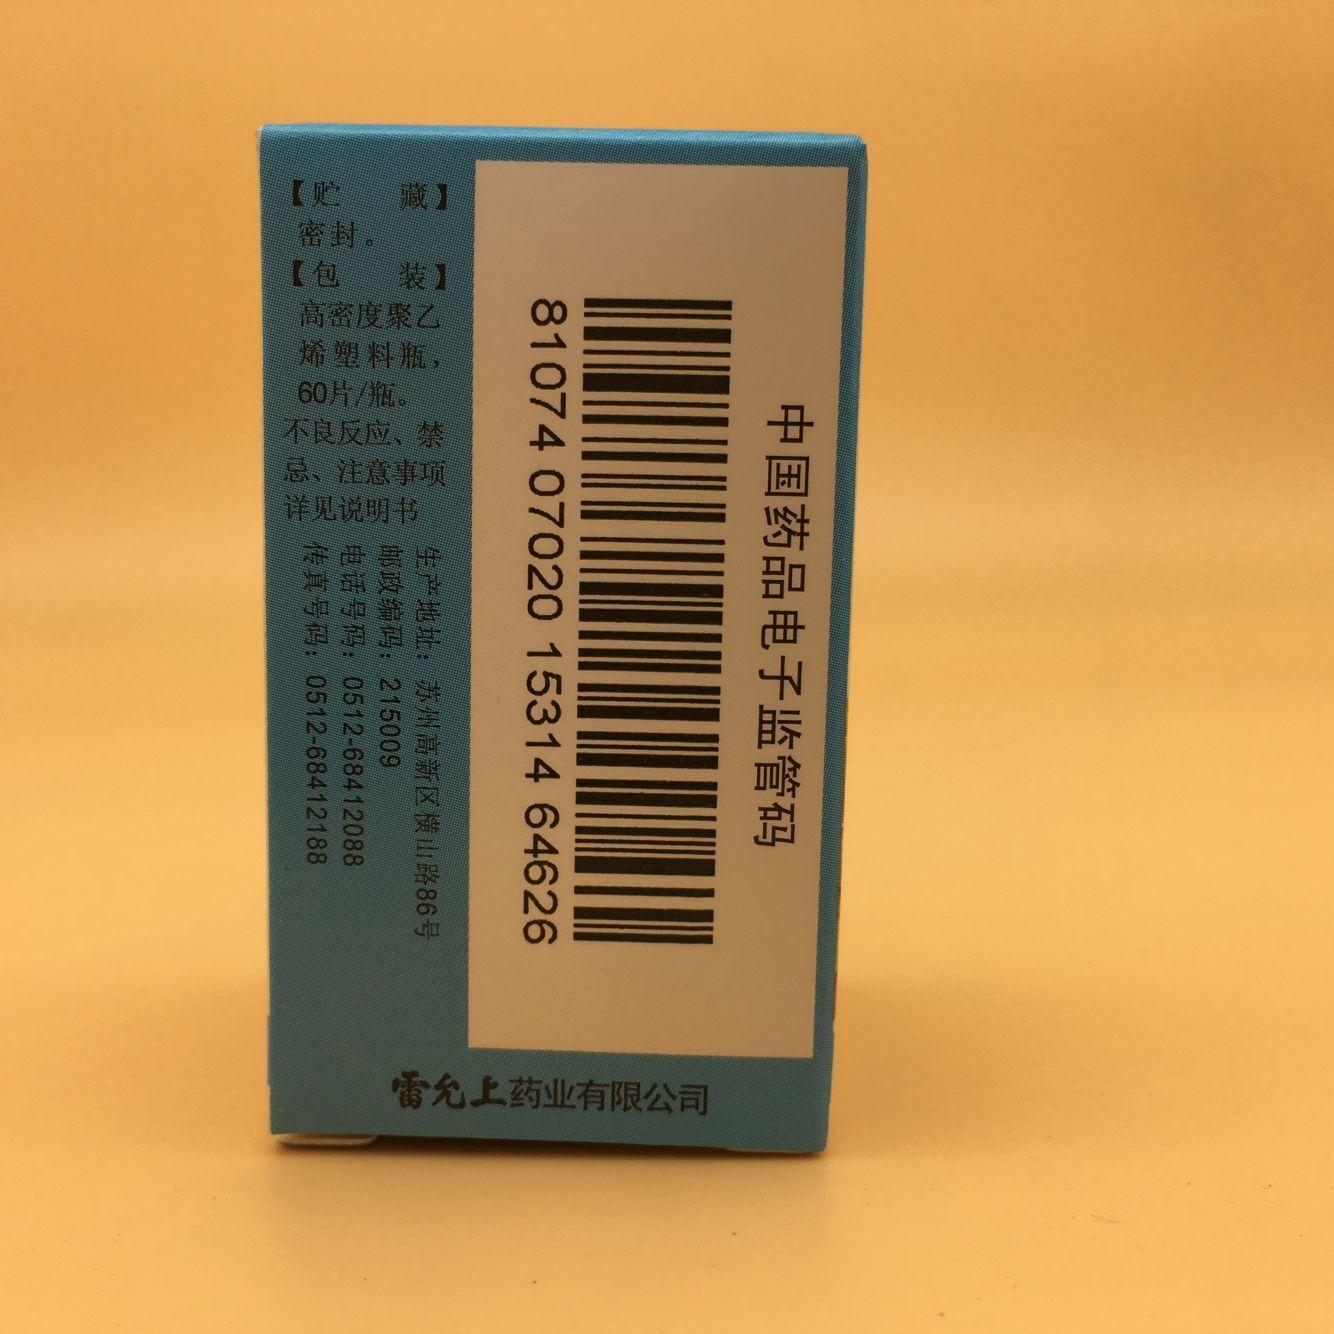 【贮 藏】
密封。
【包 装】
高密度聚乙
烯塑料瓶，
60片/瓶。
不良反应、禁
忌、注意事项
详见说明书
生产地址：苏州高新区横山路86号
邮政编码：215009
电话号码：0512-68412088
传真号码：0512-68412188
中国药品电子监管码
81074 07020 15314 64626
雷允上药业有限公司